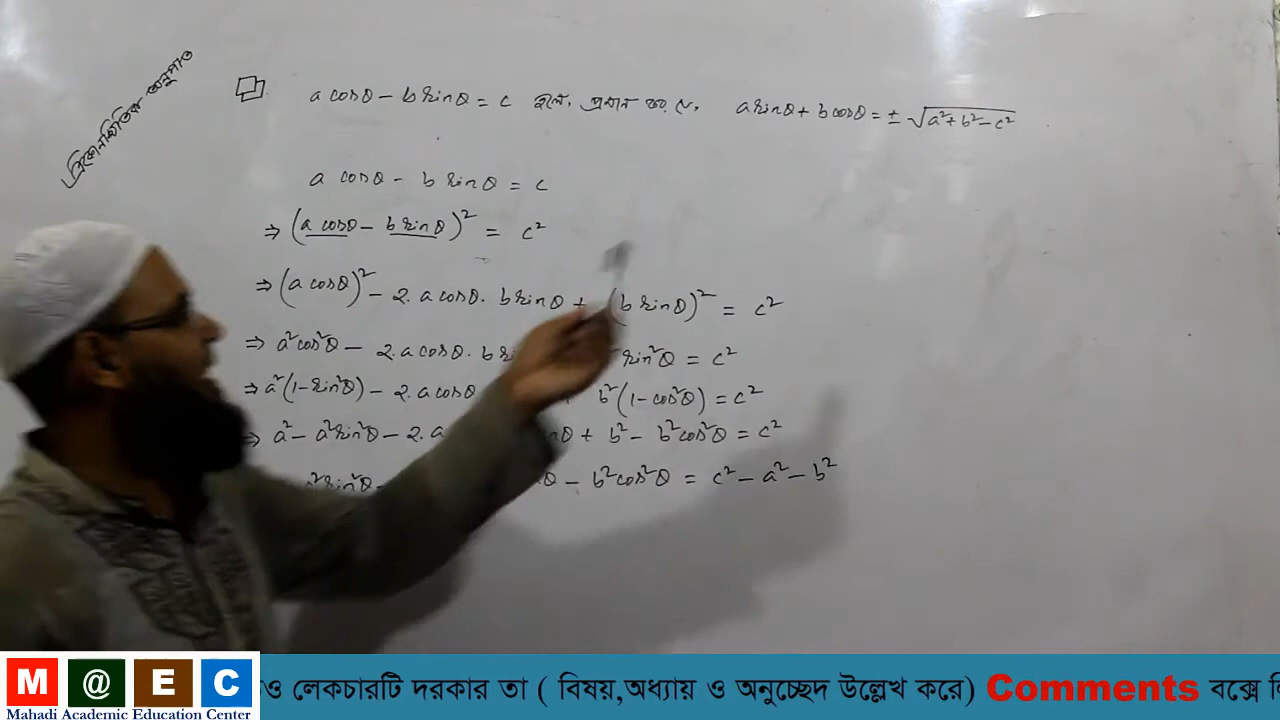 ত্রিকোণমিতিক অনুপাত
a cosθ - b sinθ = c হলে, প্রমাণ কর যে, a sinθ + b cosθ = ± √a²+b²-c²
a cosθ - b sinθ = c
⇒ (a cosθ - b sinθ)² = c²
⇒ (a cosθ)² - 2. a cosθ. b sinθ + (b sinθ)² = c²
⇒ a²cos²θ - 2. a cosθ. b sin²θ = c²
⇒ a²(1-sin²θ) - 2. a cosθ b²(1-cos²θ) = c²
⇒ a² - a²sin²θ - 2. a θ + b² - b²cos²θ = c²
²sin²θ - θ - b²cos²θ = c² - a² - b²
M @ E C
Mahadi Academic Education Center
ও লেকচারটি দরকার তা ( বিষয়,অধ্যায় ও অনুচ্ছেদ উল্লেখ করে) Comments বক্সে